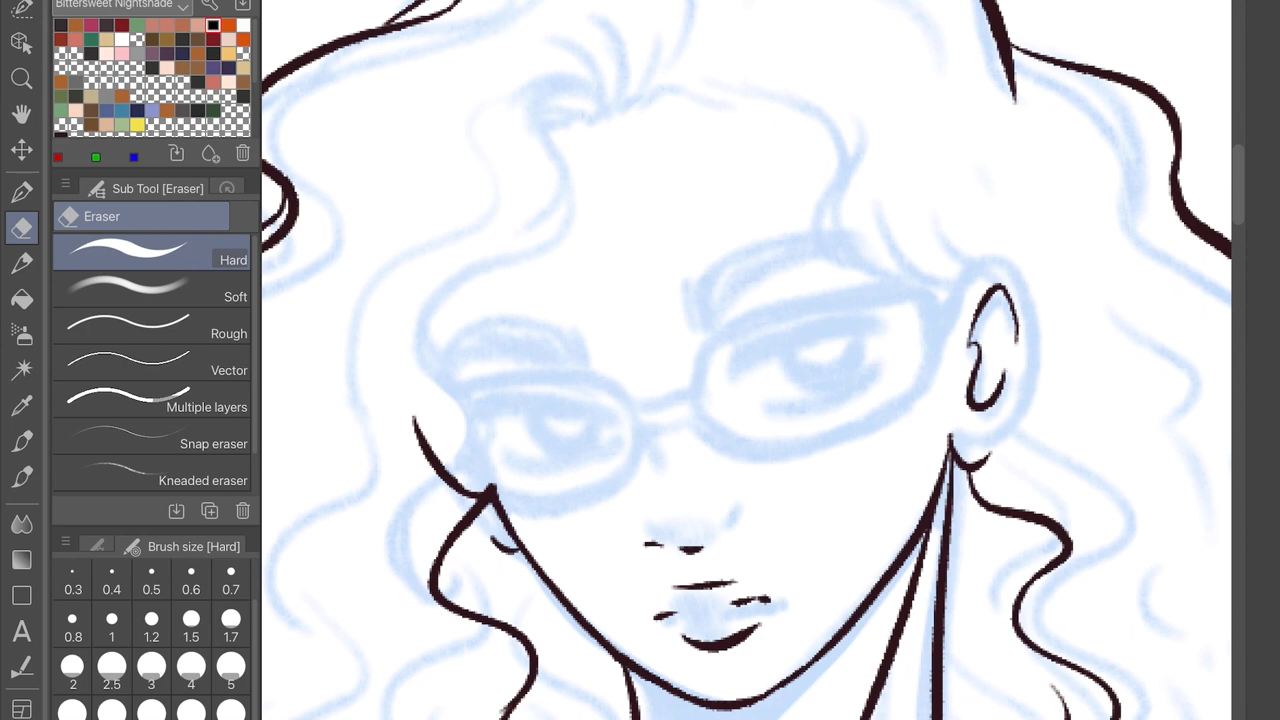 Bittersweet Nightshade
Sub Tool [Eraser]
Eraser
Hard
Soft
Rough
Vector
Multiple layers
Snap eraser
Kneaded eraser
Brush size [Hard]
0.3 0.4 0.5 0.6 0.7
0.8 1 1.2 1.5 1.7
2 2.5 3 4 5